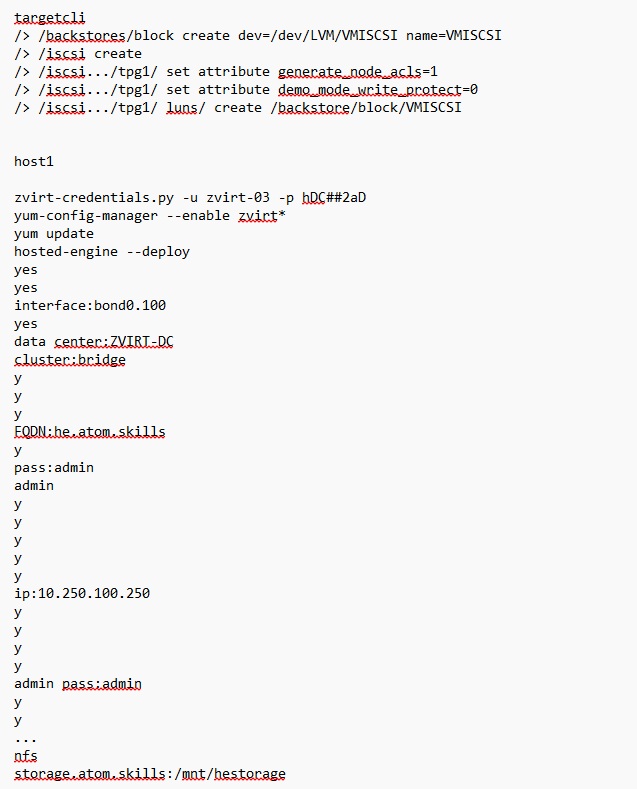 targetcli
/> /backstores/block create dev=/dev/LVM/VMISCSI name=VMISCSI
/> /iscsi create
/> /iscsi.../tpg1/ set attribute generate_node_acls=1
/> /iscsi.../tpg1/ set attribute demo_mode_write_protect=0
/> /iscsi.../tpg1/ luns/ create /backstore/block/VMISCSI
host1
zvirt-credentials.py -u zvirt-03 -p hDC##2aD
yum-config-manager --enable zvirt*
yum update
hosted-engine --deploy
yes
yes
interface:bond0.100
yes
data center:ZVIRT-DC
cluster:bridge
y
y
y
FQDN:he.atom.skills
y
pass:admin
admin
y
y
y
y
y
ip:10.250.100.250
y
y
y
y
admin pass:admin
y
y
...
nfs
storage.atom.skills:/mnt/hestorage